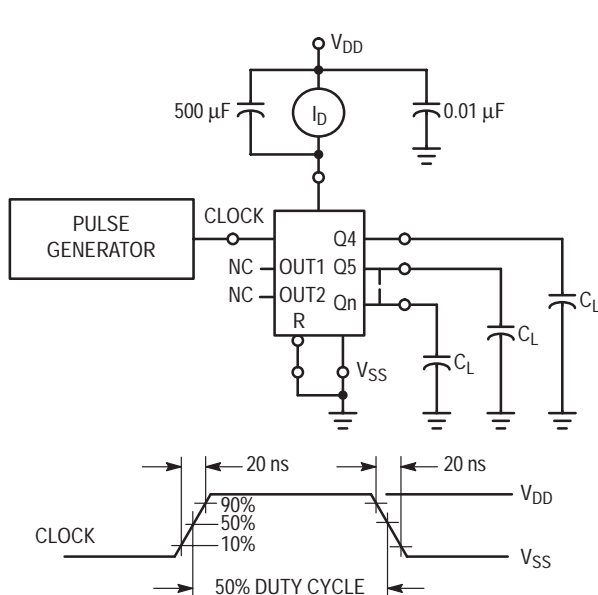 V_DD
500 μF
I_D
0.01 μF
PULSE
GENERATOR
CLOCK
Q4
NC
OUT1
Q5
NC
OUT2
Qn
R
V_SS
C_L
C_L
C_L
20 ns
20 ns
90%
50%
10%
CLOCK
V_DD
V_SS
50% DUTY CYCLE